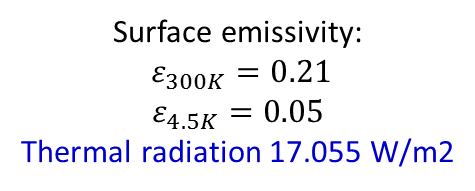 Surface emissivity:
ε300K = 0.21
ε4.5K = 0.05
Thermal radiation 17.055 W/m2